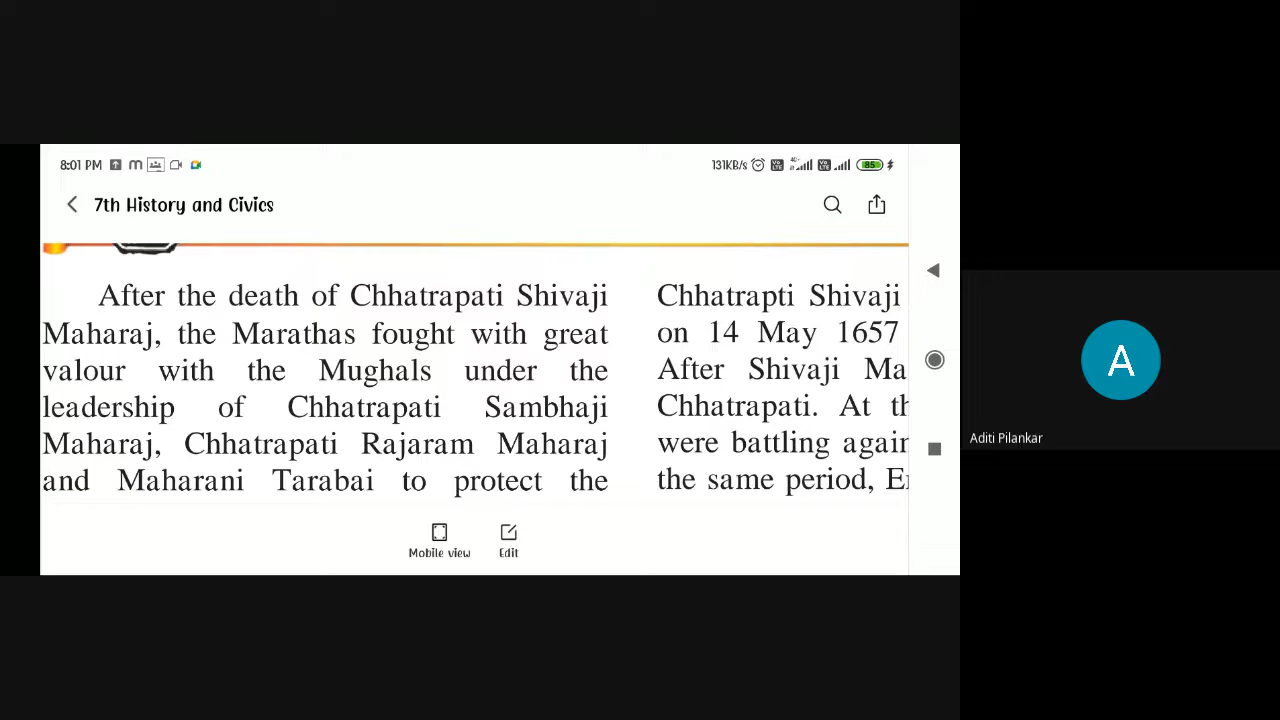 8:01 PM
131KB/s
85
7th History and Civics
After the death of Chhatrapati Shivaji
Maharaj, the Marathas fought with great
valour with the Mughals under the
leadership of Chhatrapati Sambhaji
Maharaj, Chhatrapati Rajaram Maharaj
and Maharani Tarabai to protect the
Chhatrapti Shivaji
on 14 May 1657
After Shivaji Ma
Chhatrapati. At th
were battling again
the same period, E
Mobile view
Edit
A
Aditi Pilankar